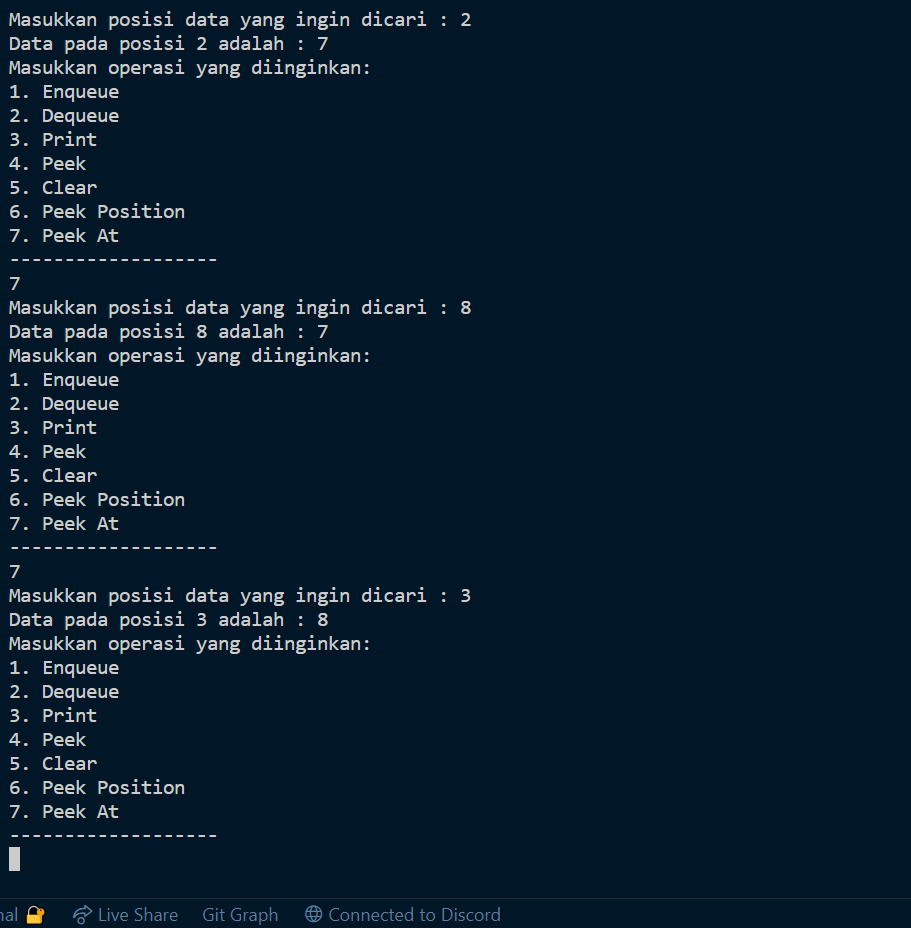 Masukkan posisi data yang ingin dicari : 2
Data pada posisi 2 adalah : 7
Masukkan operasi yang diinginkan:
1. Enqueue
2. Dequeue
3. Print
4. Peek
5. Clear
6. Peek Position
7. Peek At
-------------------
7
Masukkan posisi data yang ingin dicari : 8
Data pada posisi 8 adalah : 7
Masukkan operasi yang diinginkan:
1. Enqueue
2. Dequeue
3. Print
4. Peek
5. Clear
6. Peek Position
7. Peek At
-------------------
7
Masukkan posisi data yang ingin dicari : 3
Data pada posisi 3 adalah : 8
Masukkan operasi yang diinginkan:
1. Enqueue
2. Dequeue
3. Print
4. Peek
5. Clear
6. Peek Position
7. Peek At
-------------------
Live Share Git Graph Connected to Discord